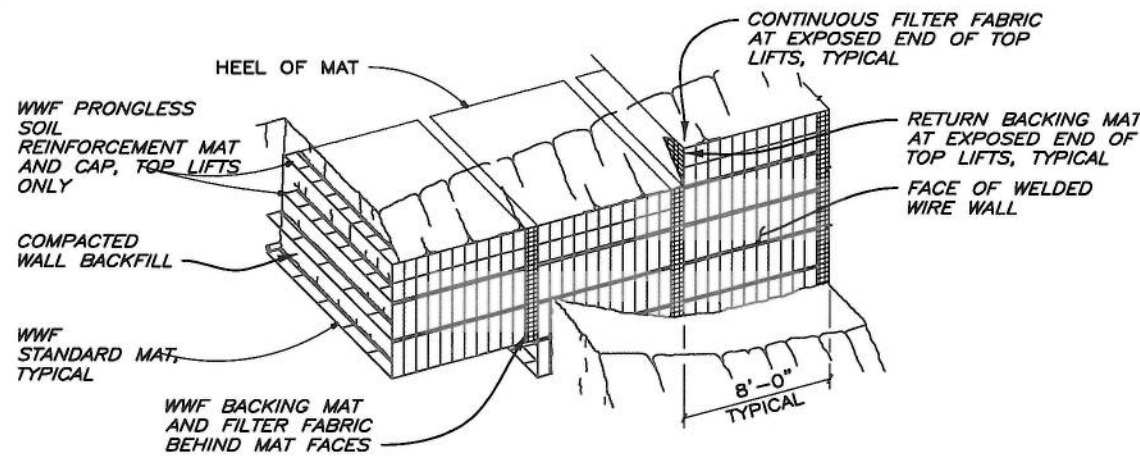 CONTINUOUS FILTER FABRIC
AT EXPOSED END OF TOP
LIFTS, TYPICAL
HEEL OF MAT
WWF PRONGLESS
SOIL
REINFORCEMENT MAT
AND CAP, TOP LIFTS
ONLY
RETURN BACKING MAT
AT EXPOSED END OF
TOP LIFTS, TYPICAL
FACE OF WELDED
WIRE WALL
COMPACTED
WALL BACKFILL
WWF
STANDARD MAT,
TYPICAL
WWF BACKING MAT
AND FILTER FABRIC
BEHIND MAT FACES
8'-0"
TYPICAL